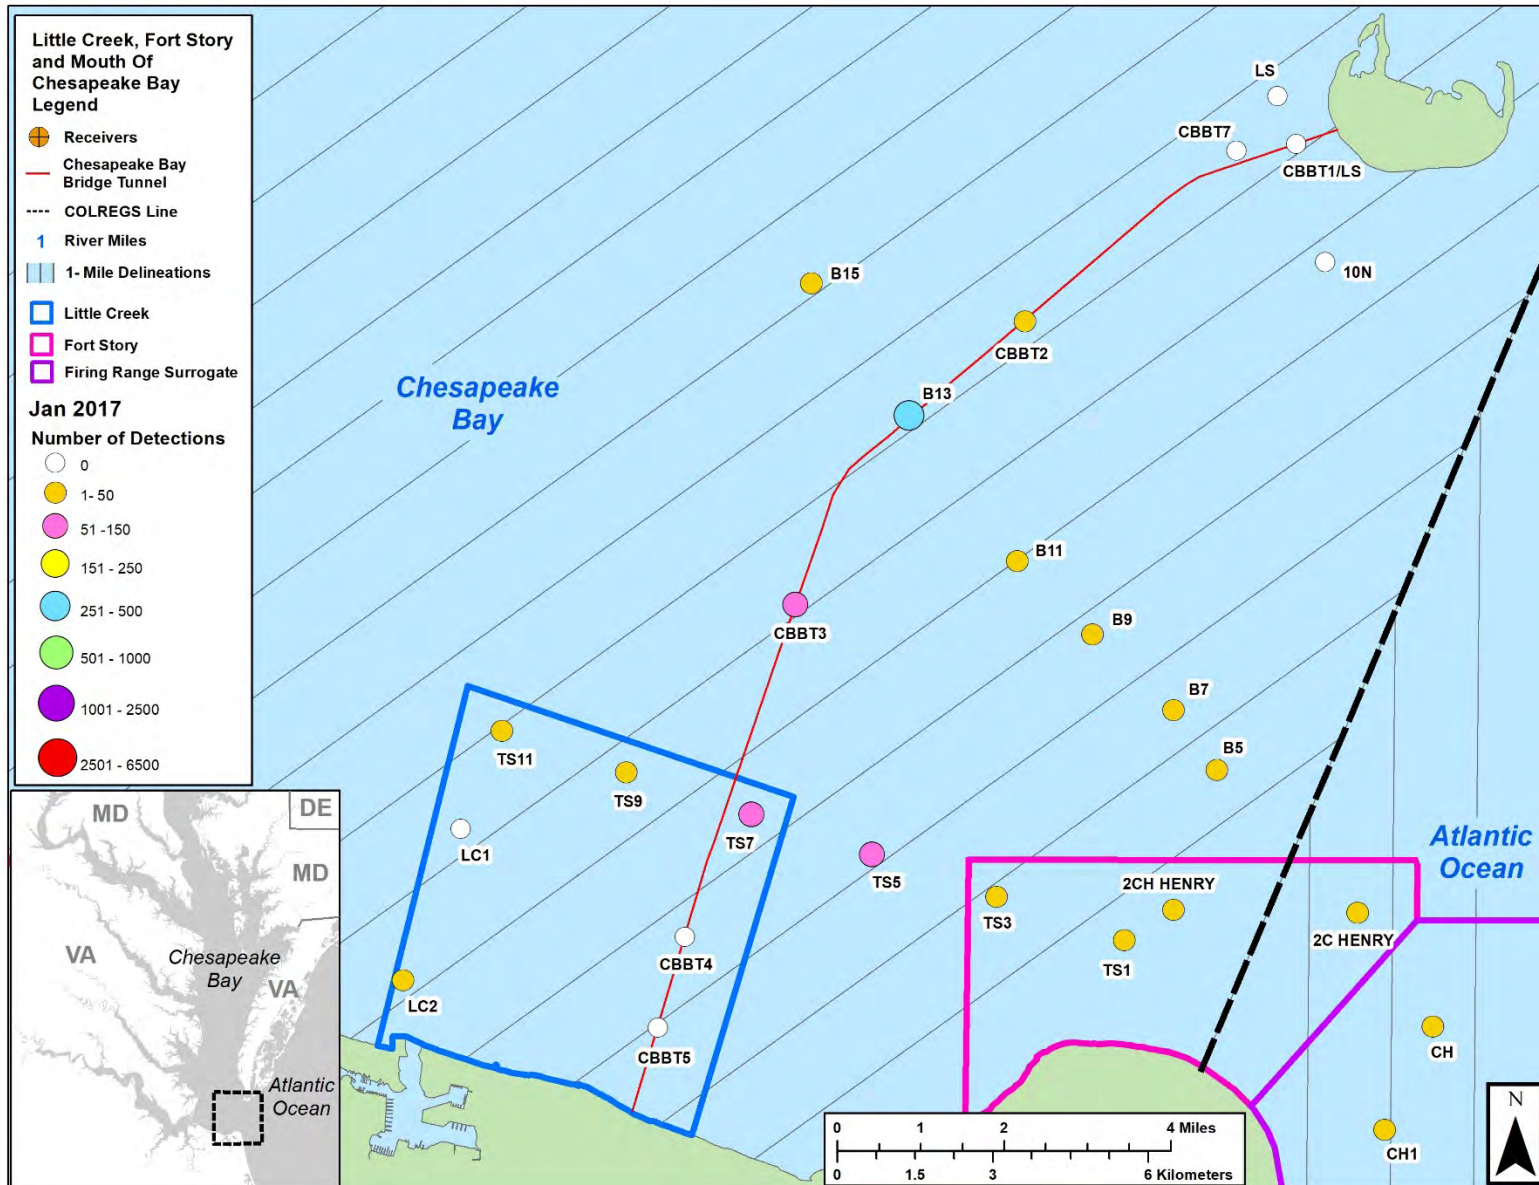 Little Creek, Fort Story
and Mouth Of
Chesapeake Bay
Legend
Receivers
Chesapeake Bay
Bridge Tunnel
COLREGS Line
1 River Miles
1- Mile Delineations
Little Creek
Fort Story
Firing Range Surrogate
Jan 2017
Number of Detections
0
1- 50
51 -150
151 - 250
251 - 500
501 - 1000
1001 - 2500
2501 - 6500
LS
CBBT7
CBBT1/LS
10N
B15
CBBT2
B13
Chesapeake
Bay
B11
CBBT3
B9
B7
B5
TS11
TS9
TS7
LC1
TS5
Atlantic
Ocean
2CH HENRY
TS3
2C HENRY
TS1
CBBT4
LC2
CH
CBBT5
CH1
MD
DE
MD
VA
Chesapeake
Bay
VA
Atlantic
Ocean
0 1 2 4 Miles
0 1.5 3 6 Kilometers
N